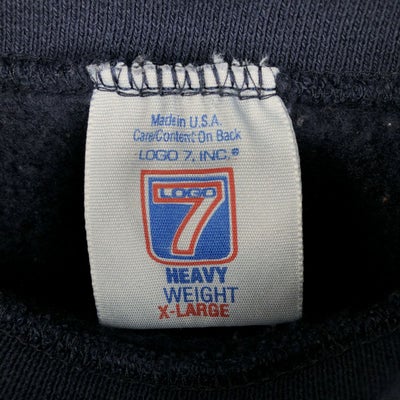 Made in U.S.A.
Care/Content On Back
LOGO 7, INC.®
LOGO
7
HEAVY
WEIGHT
X-LARGE